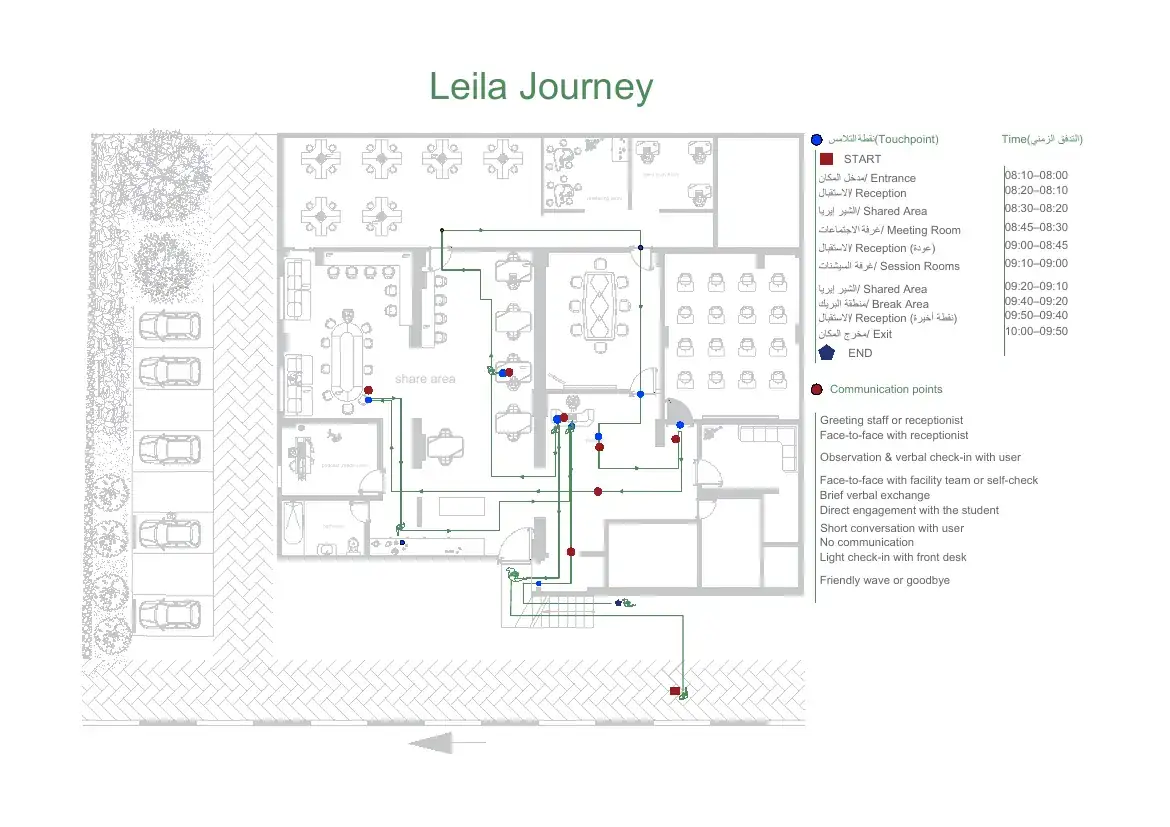 Leila Journey
نقطة التلامس(Touchpoint)
Time(التدفق الزمني)
START
مدخل المكان/ Entrance
08:10–08:00
الاستقبال/ Reception
08:20–08:10
الشير إيريا/ Shared Area
08:30–08:20
غرفة الاجتماعات/ Meeting Room
08:45–08:30
الاستقبال/ Reception (عودة)
09:00–08:45
غرفة السيشنات/ Session Rooms
09:10–09:00
الشير إيريا/ Shared Area
09:20–09:10
منطقة البريك/ Break Area
09:40–09:20
الاستقبال/ Reception (نقطة أخيرة)
09:50–09:40
مخرج المكان/ Exit
10:00–09:50
END
share area
Communication points
Greeting staff or receptionist
Face-to-face with receptionist
Observation & verbal check-in with user
Face-to-face with facility team or self-check
Brief verbal exchange
Direct engagement with the student
Short conversation with user
No communication
Light check-in with front desk
Friendly wave or goodbye